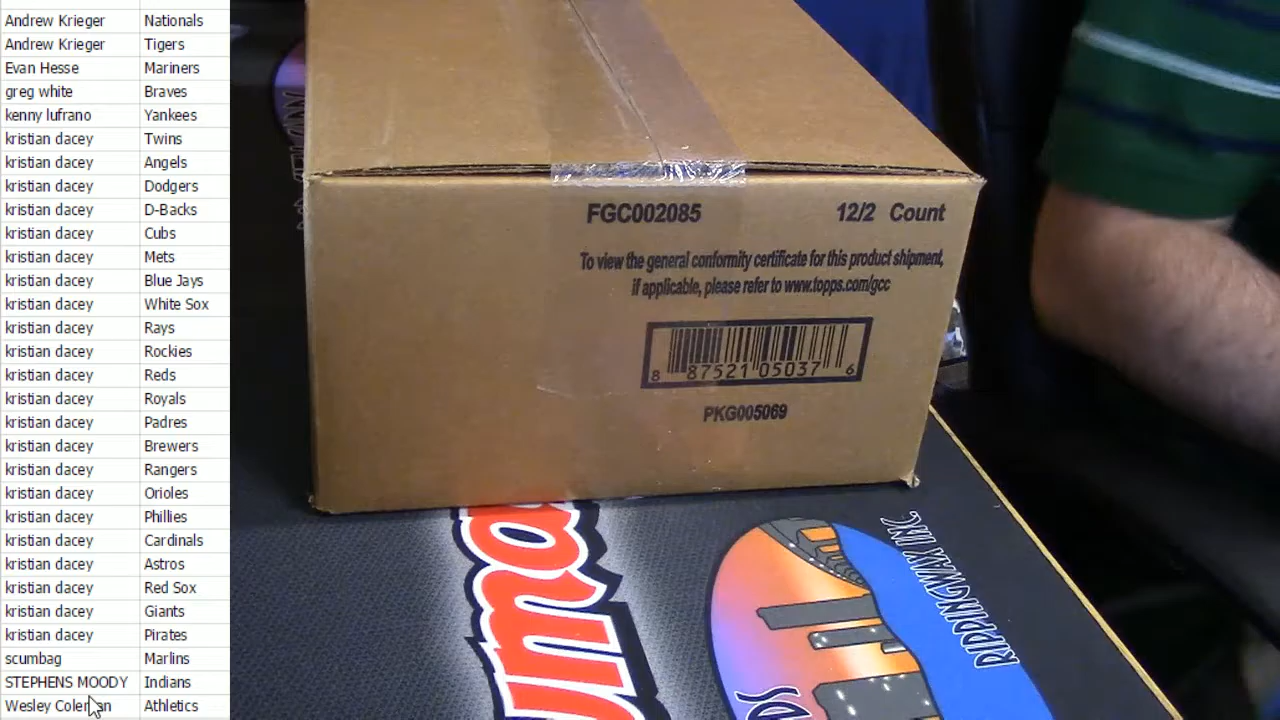 Andrew Krieger Nationals
Andrew Krieger Tigers
Evan Hesse Mariners
greg white Braves
kenny lufrano Yankees
kristian dacey Twins
kristian dacey Angels
kristian dacey Dodgers
kristian dacey D-Backs
kristian dacey Cubs
kristian dacey Mets
kristian dacey Blue Jays
kristian dacey White Sox
kristian dacey Rays
kristian dacey Rockies
kristian dacey Reds
kristian dacey Royals
kristian dacey Padres
kristian dacey Brewers
kristian dacey Rangers
kristian dacey Orioles
kristian dacey Phillies
kristian dacey Cardinals
kristian dacey Astros
kristian dacey Red Sox
kristian dacey Giants
kristian dacey Pirates
scumbag Marlins
STEPHENS MOODY Indians
Wesley Coleman Athletics
FGC002085 12/2 Count
To view the general conformity certificate for this product shipment,
if applicable, please refer to www.topps.com/gcc
8 87521 05037 6
PKG005069
RIPPINGWAX INC.